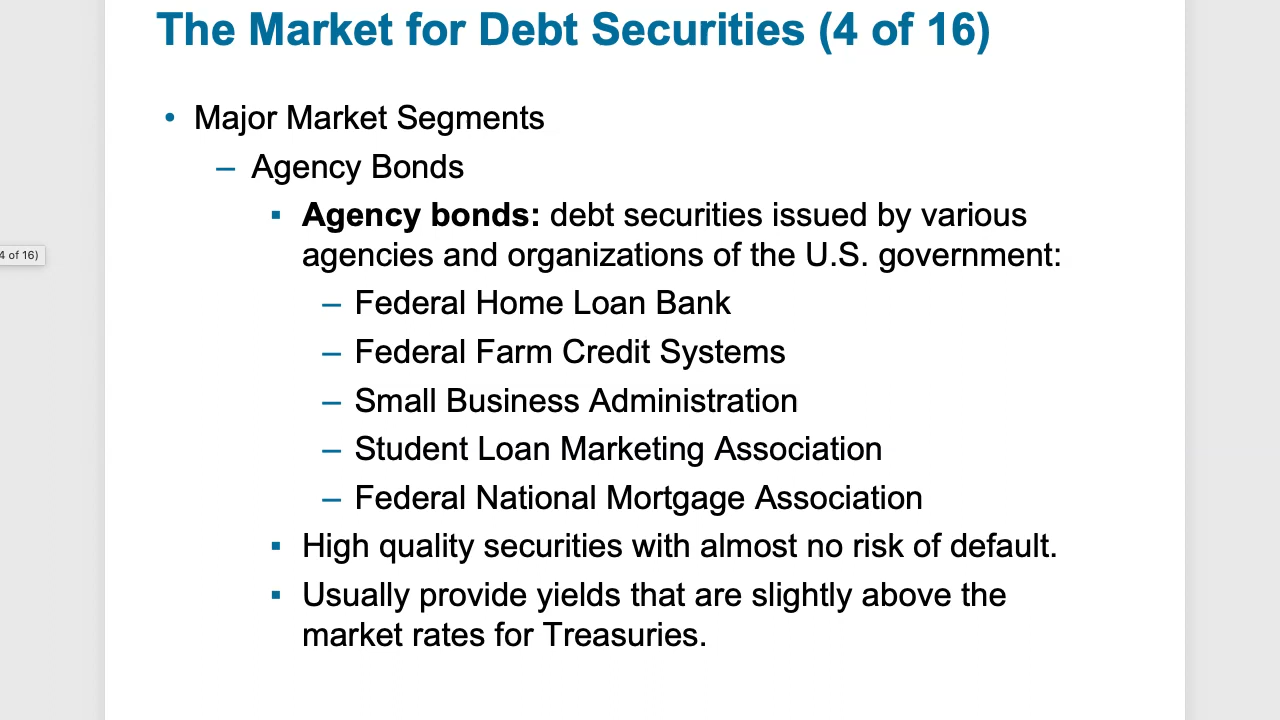 The Market for Debt Securities (4 of 16)
• Major Market Segments
– Agency Bonds
▪ Agency bonds: debt securities issued by various
agencies and organizations of the U.S. government:
4 of 16)
– Federal Home Loan Bank
– Federal Farm Credit Systems
– Small Business Administration
– Student Loan Marketing Association
– Federal National Mortgage Association
▪ High quality securities with almost no risk of default.
▪ Usually provide yields that are slightly above the
market rates for Treasuries.